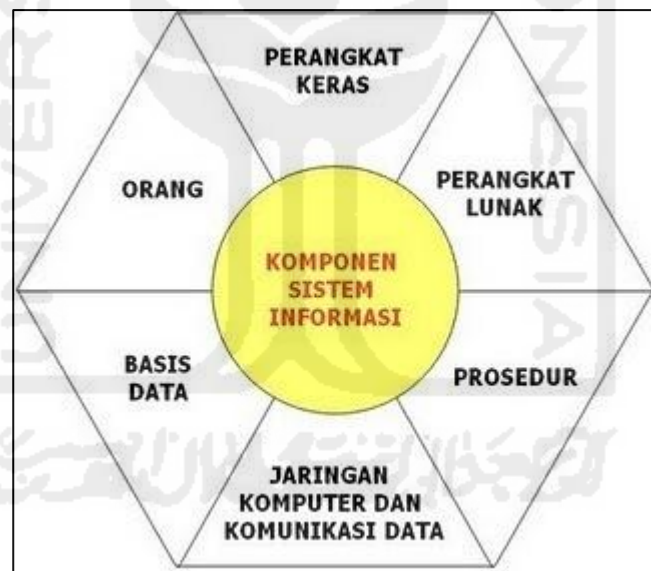 PERANGKAT
KERAS
PERANGKAT
LUNAK
PROSEDUR
JARINGAN
KOMPUTER DAN
KOMUNIKASI DATA
BASIS
DATA
ORANG
KOMPONEN
SISTEM
INFORMASI